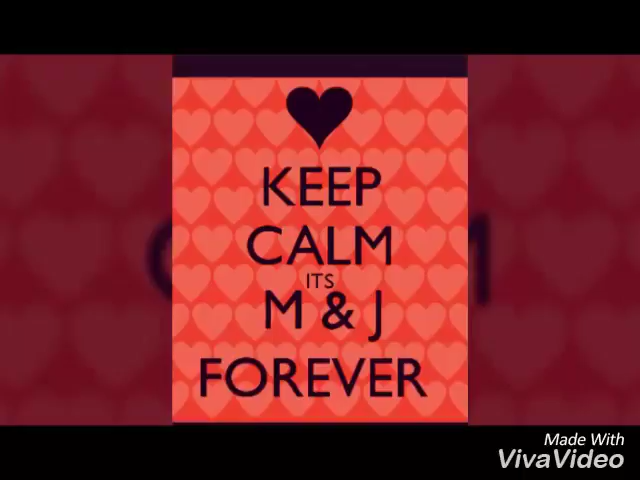 KEEP
CALM
ITS
M & J
FOREVER
Made With
VivaVideo